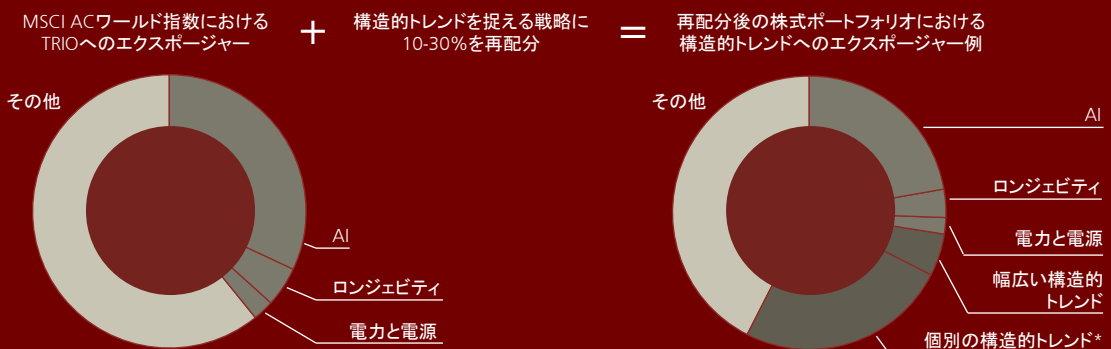 MSCI ACワールド指数における
TRIOへのエクスポージャー
+
構造的トレンドを捉える戦略に
10-30%を再配分
=
再配分後の株式ポートフォリオにおける
構造的トレンドへのエクスポージャー例
その他
AI
ロンジェビティ
電力と電源
その他
AI
ロンジェビティ
電力と電源
幅広い構造的
トレンド
個別の構造的トレンド*